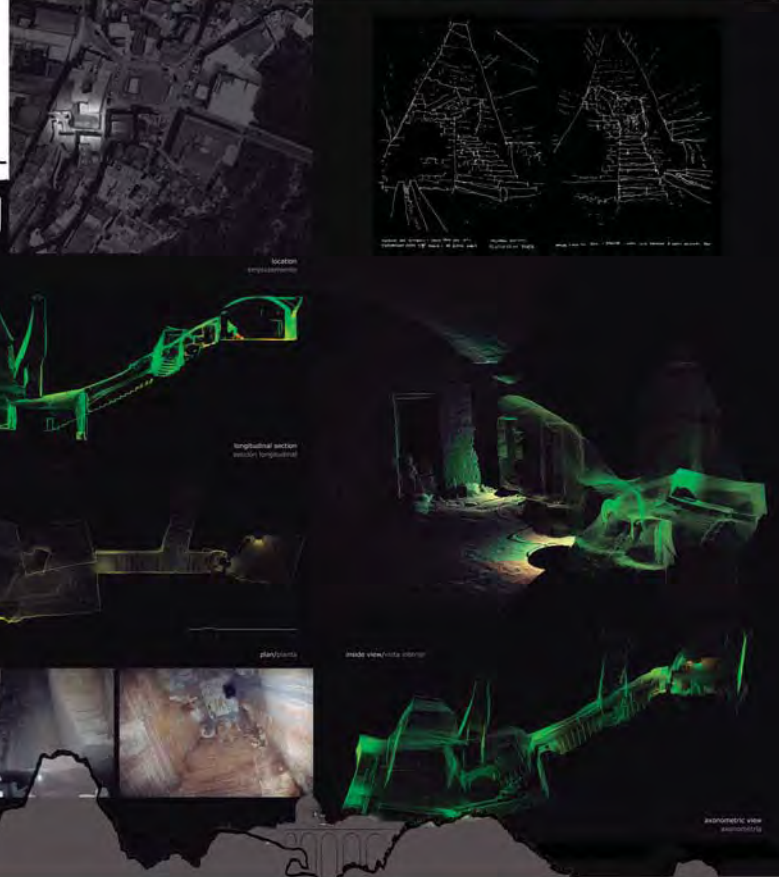 location
emplazamiento
longitudinal section
sección longitudinal
plan/planta
inside view/vista interior
axonometric view
axonometría